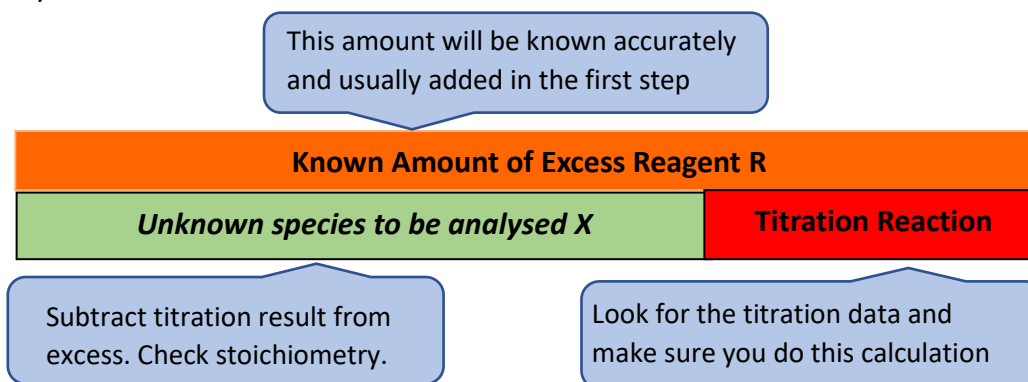 This amount will be known accurately
and usually added in the first step
Known Amount of Excess Reagent R
Unknown species to be analysed X
Titration Reaction
Subtract titration result from
excess. Check stoichiometry.
Look for the titration data and
make sure you do this calculation